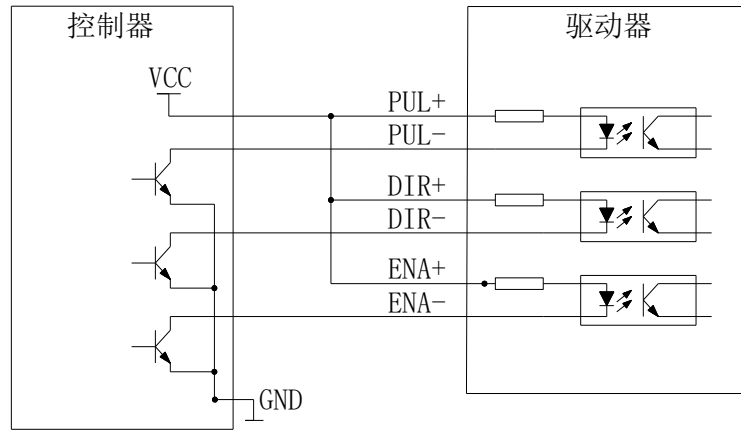 控制器
驱动器
VCC
PUL+
PUL-
DIR+
DIR-
ENA+
ENA-
GND